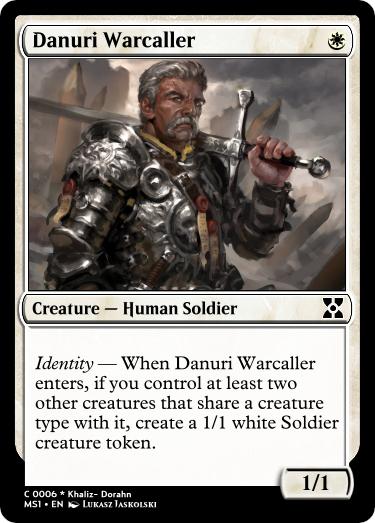 Danuri Warcaller
Creature — Human Soldier
Identity — When Danuri Warcaller
enters, if you control at least two
other creatures that share a creature
type with it, create a 1/1 white Soldier
creature token.
1/1
C 0006 * Khaliz- Dorahn
MS1 • EN Lukasz Jaskolski